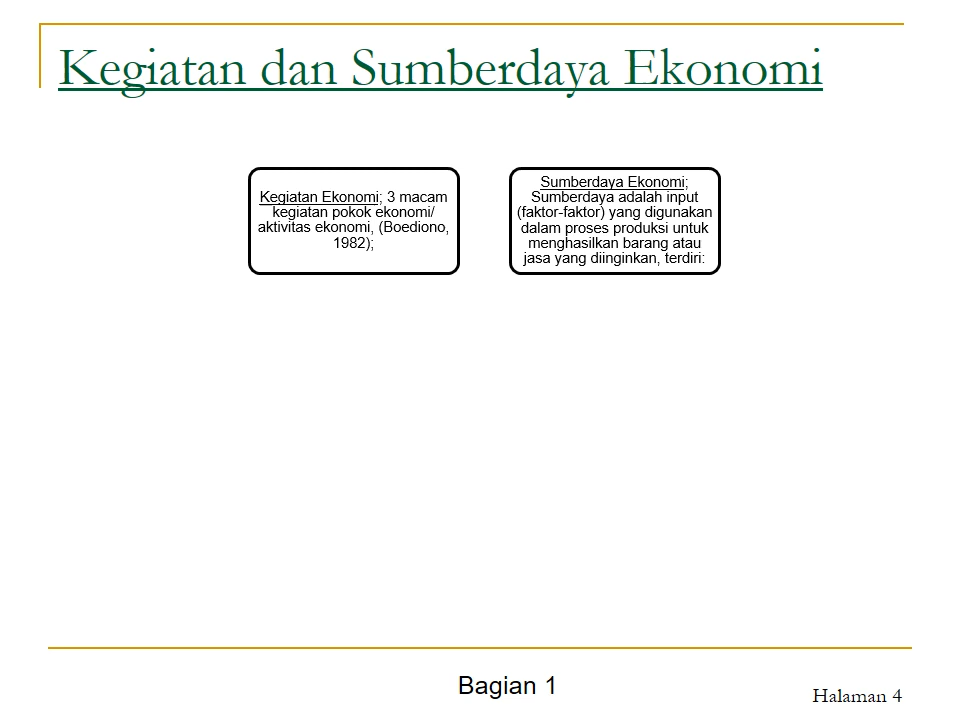 Kegiatan dan Sumberdaya Ekonomi
Kegiatan Ekonomi; 3 macam
kegiatan pokok ekonomi/
aktivitas ekonomi, (Boediono,
1982);
Sumberdaya Ekonomi;
Sumberdaya adalah input
(faktor-faktor) yang digunakan
dalam proses produksi untuk
menghasilkan barang atau
jasa yang diinginkan, terdiri:
Bagian 1
Halaman 4